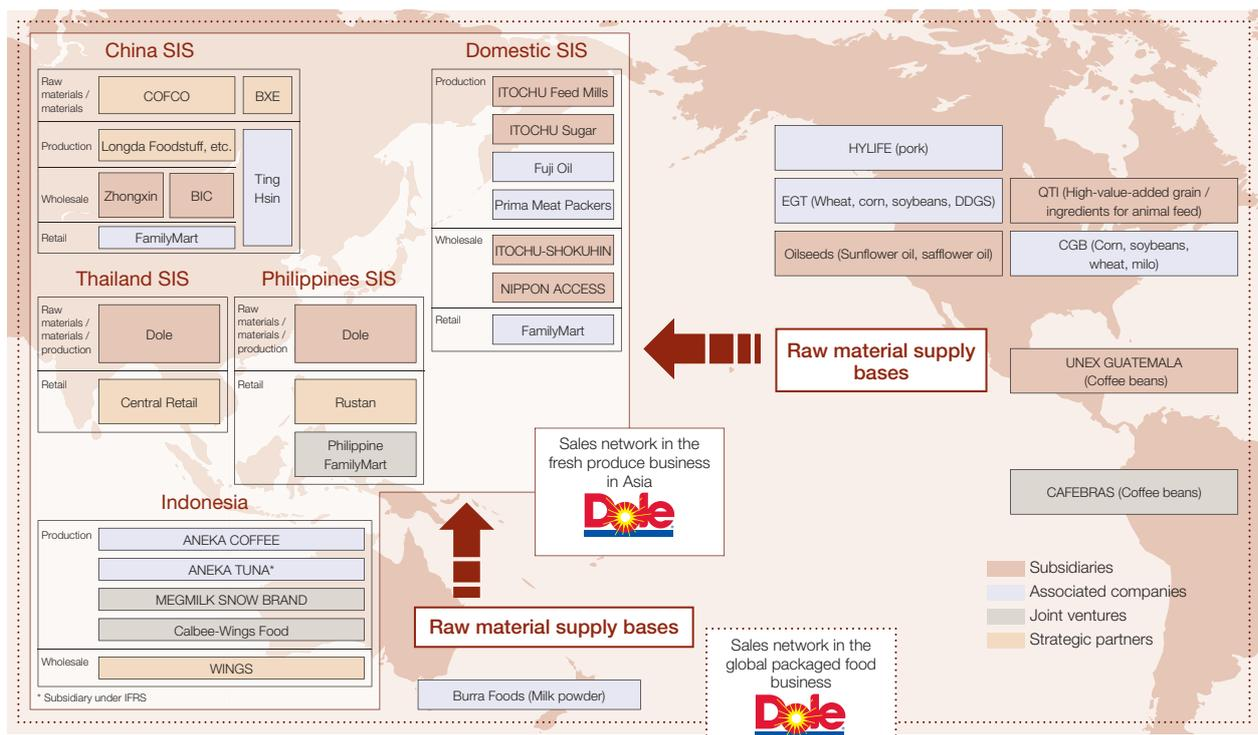 China SIS
Raw
materials /
materials
COFCO
BXE
Production
Longda Foodstuff, etc.
Ting
Hsin
Wholesale
Zhongxin
BIC
Retail
FamilyMart
Domestic SIS
Production
ITOCHU Feed Mills
ITOCHU Sugar
Fuji Oil
Prima Meat Packers
Wholesale
ITOCHU-SHOKUHIN
NIPPON ACCESS
Retail
FamilyMart
Thailand SIS
Raw
materials /
materials /
production
Dole
Retail
Central Retail
Philippines SIS
Raw
materials /
materials /
production
Dole
Retail
Rustan
Philippine
FamilyMart
Indonesia
Production
ANEKA COFFEE
ANEKA TUNA*
MEGMILK SNOW BRAND
Calbee-Wings Food
Wholesale
WINGS
* Subsidiary under IFRS
HYLIFE (pork)
EGT (Wheat, corn, soybeans, DDGS)
QTI (High-value-added grain /
ingredients for animal feed)
Oilseeds (Sunflower oil, safflower oil)
CGB (Corn, soybeans,
wheat, milo)
Raw material supply
bases
UNEX GUATEMALA
(Coffee beans)
CAFEBRAS (Coffee beans)
Sales network in the
fresh produce business
in Asia
Dole
Raw material supply bases
Burra Foods (Milk powder)
Sales network in the
global packaged food
business
Dole
Subsidiaries
Associated companies
Joint ventures
Strategic partners